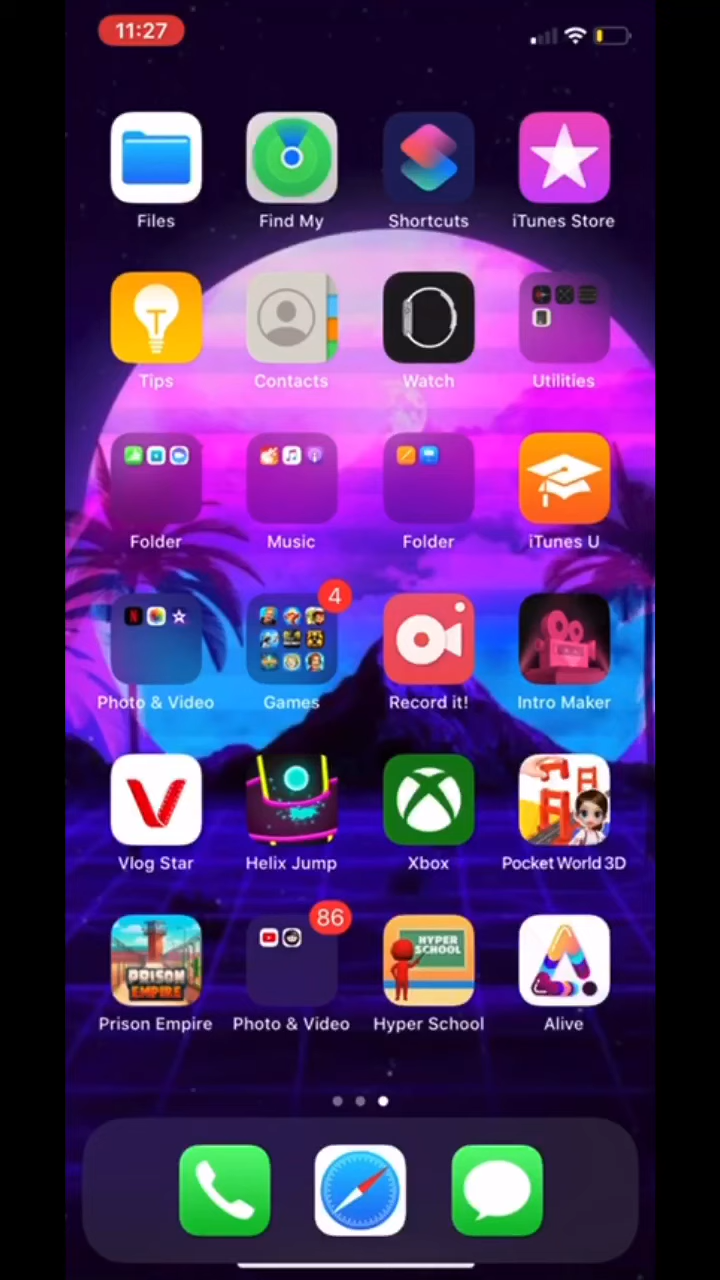 11:27
Files
Find My
Shortcuts
iTunes Store
Tips
Contacts
Watch
Utilities
Folder
Music
Folder
iTunes U
4
Photo & Video
Games
Record it!
Intro Maker
Vlog Star
Helix Jump
Xbox
Pocket World 3D
86
HYPER
SCHOOL
PRISON
EMPIRE
Prison Empire
Photo & Video
Hyper School
Alive